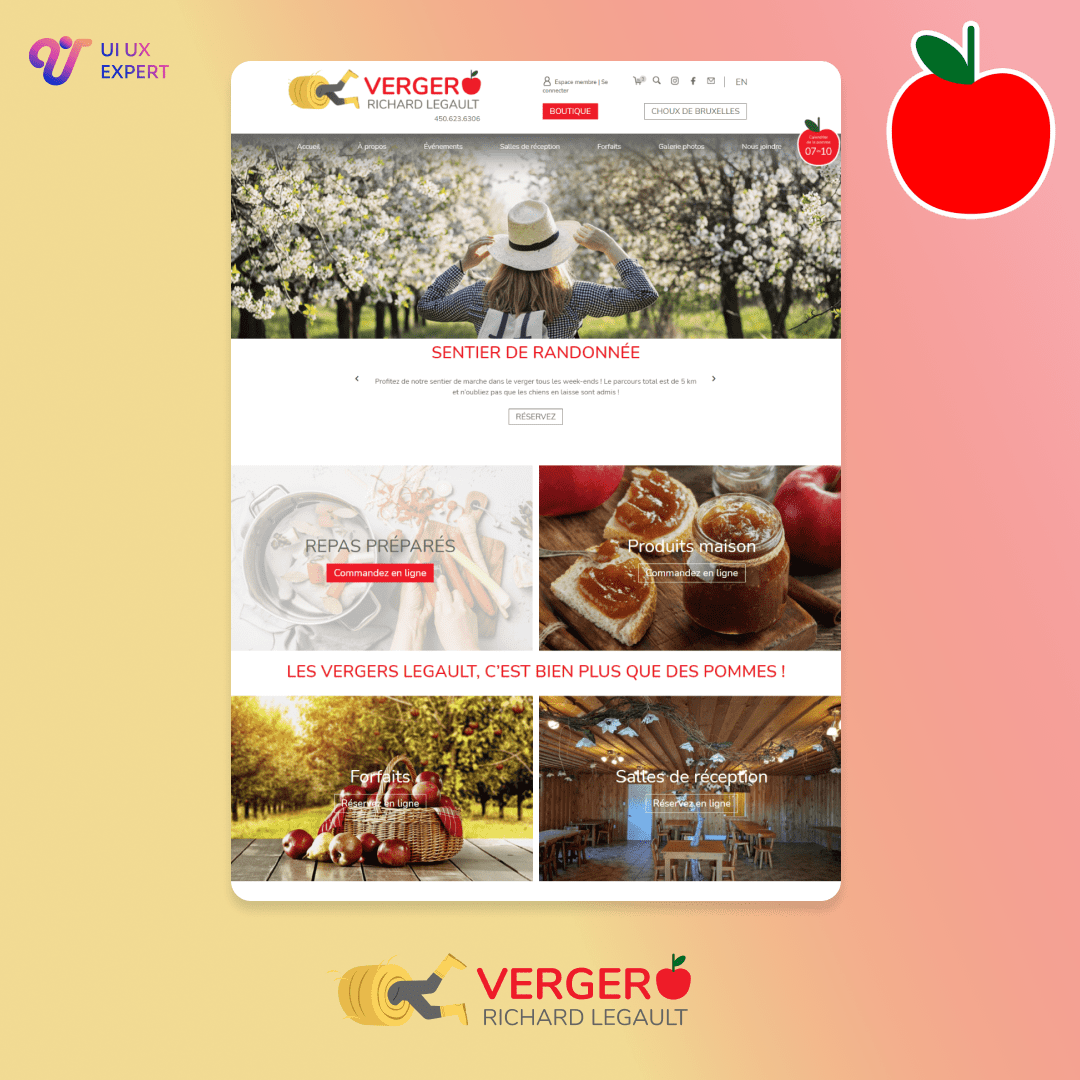 UI UX
EXPERT
VERGER
RICHARD LEGAULT
450.623.6306
Espace membre | Se
connecter
EN
BOUTIQUE
CHOUX DE BRUXELLES
Accueil
À propos
Événements
Salles de réception
Forfaits
Galerie photos
Nous joindre
07-10
SENTIER DE RANDONNÉE
Profitez de notre sentier de marche dans le verger tous les week-ends ! Le parcours total est de 5 km
et n'oubliez pas que les chiens en laisse sont admis !
RÉSERVEZ
REPAS PRÉPARÉS
Commandez en ligne
Produits maison
Commandez en ligne
LES VERGERS LEGAULT, C'EST BIEN PLUS QUE DES POMMES !
Forfaits
Réservez en ligne
Salles de réception
Réservez en ligne
VERGER
RICHARD LEGAULT